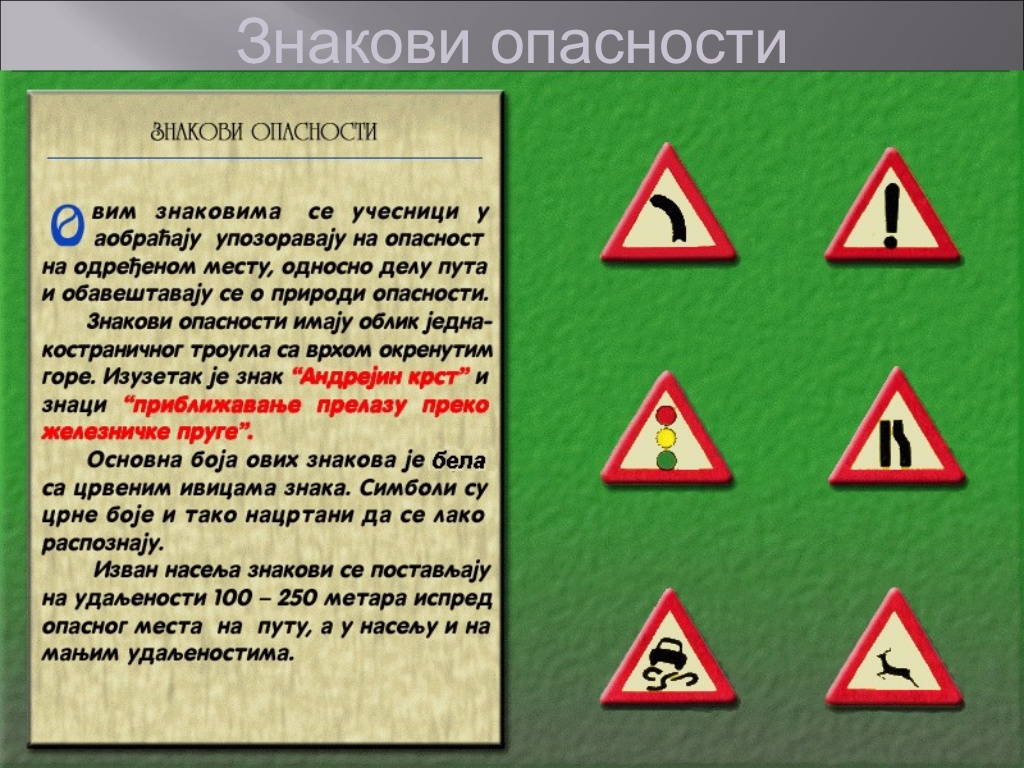 Знакови опасности
ЗНАКОВИ ОПАСНОСТИ
Овим знаковима се учесници у
аобраћају упозоравају на опасност
на одређеном месту, односно делу пута
и обавештавају се о природи опасности.
Знакови опасности имају облик једна-
костраничног троугла са врхом окренутим
горе. Изузетак је знак “Андрејин крст” и
знаци “приближавање прелазу преко
железничке пруге”.
Основна боја ових знакова је бела
са црвеним ивицама знака. Симболи су
црне боје и тако нацртани да се лако
распознају.
Изван насеља знакови се постављају
на удаљености 100 – 250 метара испред
опасног места на путу, а у насељу и на
мањим удаљеностима.